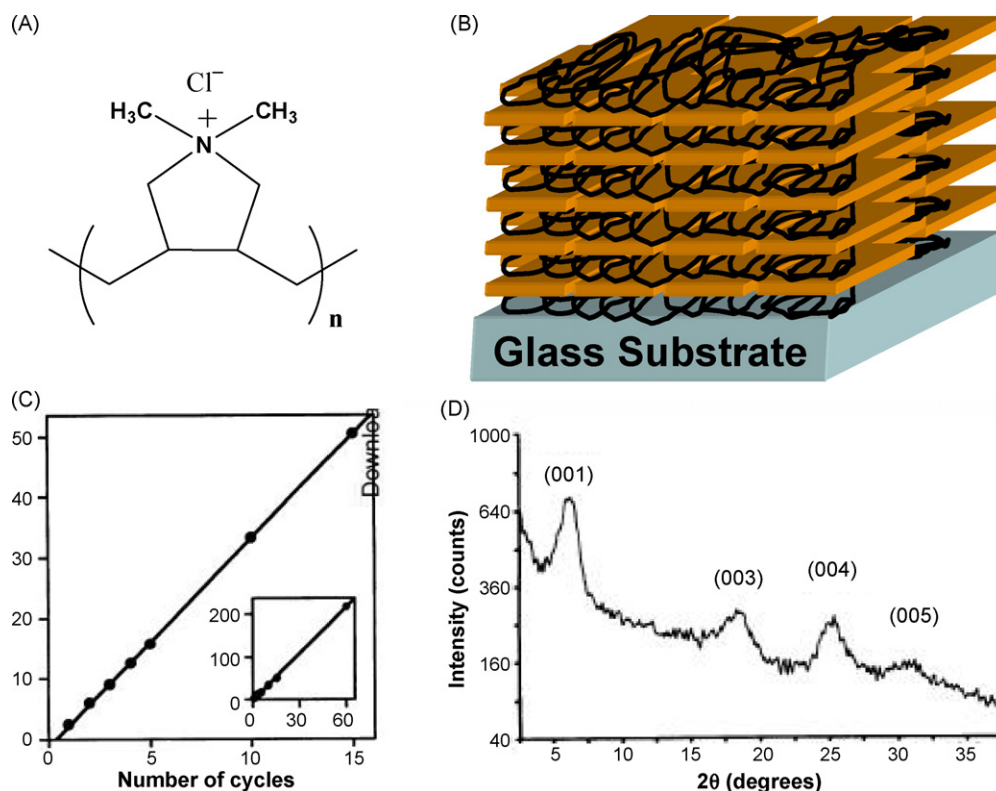 (A)
Cl⁻
+
H₃C
CH₃
N
n
(B)
Glass Substrate
(C)
50
40
30
20
10
0
0
5
10
15
Number of cycles
200
100
0
0
30
60
Downloa
(D)
1000
640
360
160
40
(001)
(003)
(004)
(005)
5
10
15
20
25
30
35
Intensity (counts)
2θ (degrees)